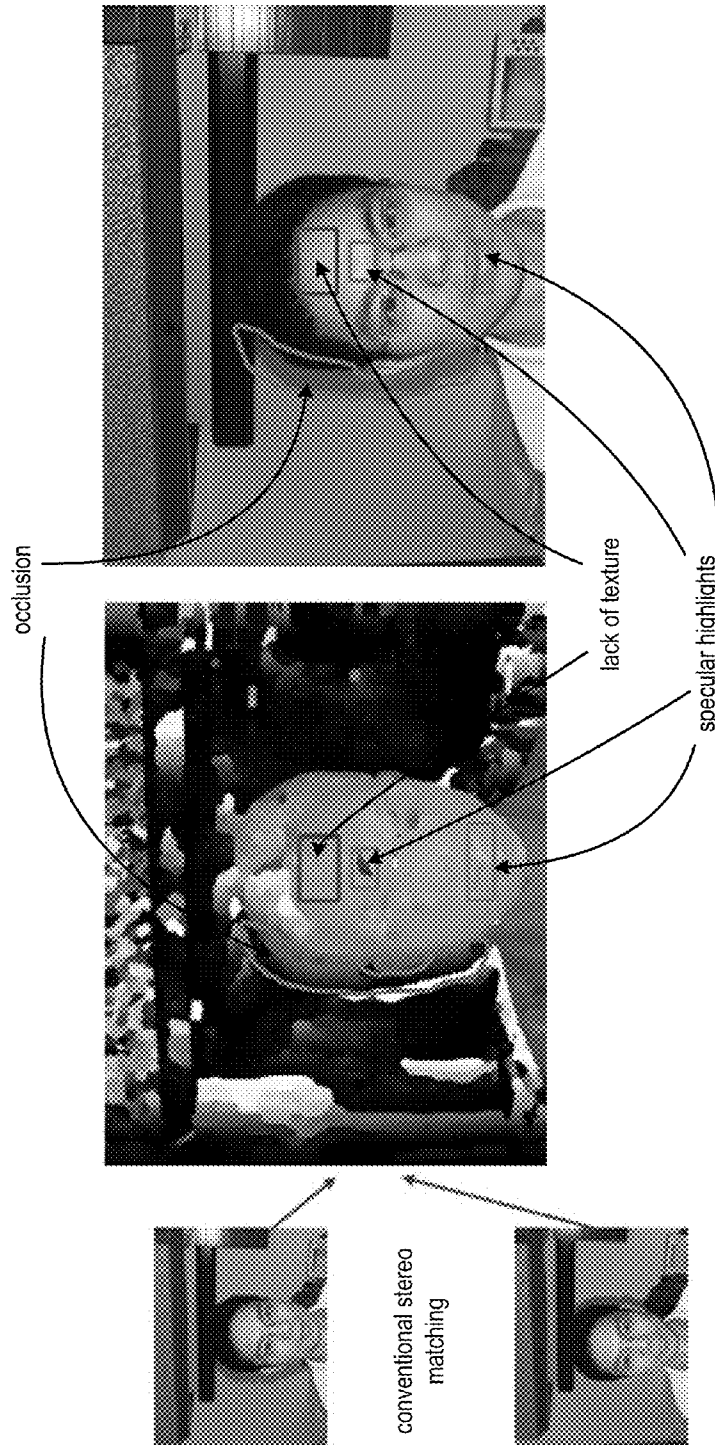 occlusion
lack of texture
specular highlights
conventional stereo
matching